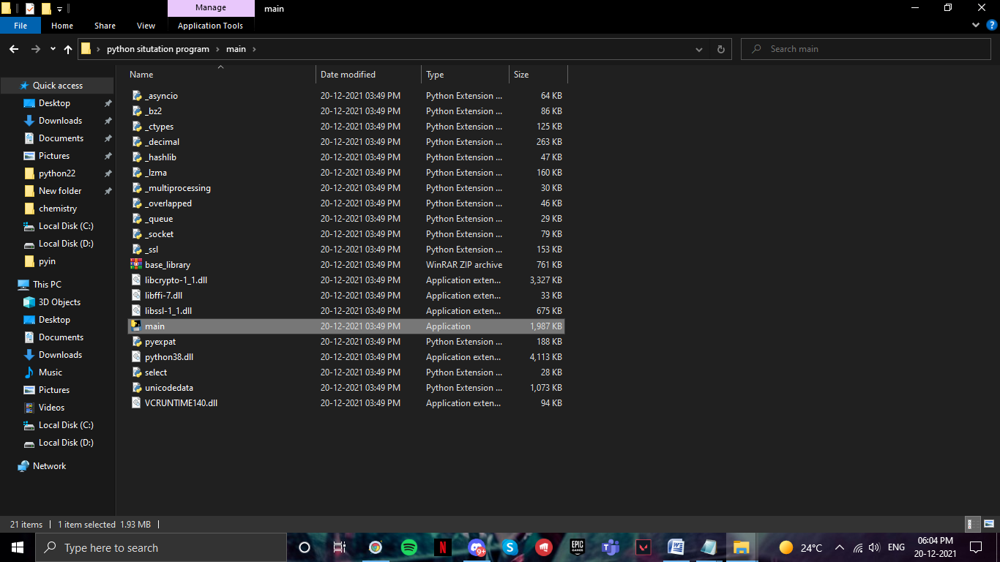 Manage
main
File
Home
Share
View
Application Tools
python situtation program
main
Search main
Name
Date modified
Type
Size
Quick access
Desktop
Downloads
Documents
Pictures
python22
New folder
chemistry
Local Disk (C:)
Local Disk (D:)
pyin
This PC
3D Objects
Desktop
Documents
Downloads
Music
Pictures
Videos
Local Disk (C:)
Local Disk (D:)
Network
_asyncio 20-12-2021 03:49 PM Python Extension ... 64 KB
_bz2 20-12-2021 03:49 PM Python Extension ... 86 KB
_ctypes 20-12-2021 03:49 PM Python Extension ... 125 KB
_decimal 20-12-2021 03:49 PM Python Extension ... 263 KB
_hashlib 20-12-2021 03:49 PM Python Extension ... 47 KB
_lzma 20-12-2021 03:49 PM Python Extension ... 160 KB
_multiprocessing 20-12-2021 03:49 PM Python Extension ... 30 KB
_overlapped 20-12-2021 03:49 PM Python Extension ... 46 KB
_queue 20-12-2021 03:49 PM Python Extension ... 29 KB
_socket 20-12-2021 03:49 PM Python Extension ... 79 KB
_ssl 20-12-2021 03:49 PM Python Extension ... 153 KB
base_library 20-12-2021 03:49 PM WinRAR ZIP archive 761 KB
libcrypto-1_1.dll 20-12-2021 03:49 PM Application exten... 3,327 KB
libffi-7.dll 20-12-2021 03:49 PM Application exten... 33 KB
libssl-1_1.dll 20-12-2021 03:49 PM Application exten... 675 KB
main 20-12-2021 03:49 PM Application 1,987 KB
pyexpat 20-12-2021 03:49 PM Python Extension ... 188 KB
python38.dll 20-12-2021 03:49 PM Application exten... 4,113 KB
select 20-12-2021 03:49 PM Python Extension ... 28 KB
unicodedata 20-12-2021 03:49 PM Python Extension ... 1,073 KB
VCRUNTIME140.dll 20-12-2021 03:49 PM Application exten... 94 KB
21 items
1 item selected 1.93 MB
Type here to search
9+
EPIC GAMES
24°C
ENG
06:04 PM
20-12-2021